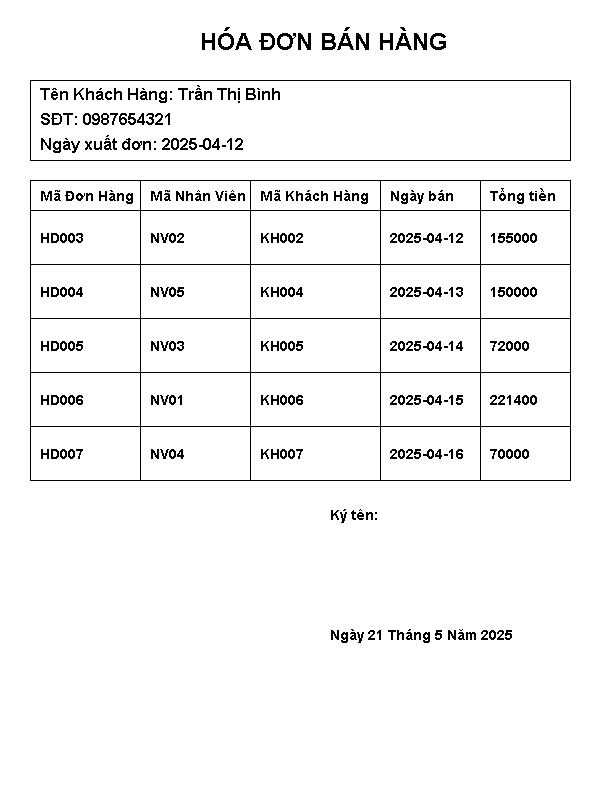 HÓA ĐƠN BÁN HÀNG
Tên Khách Hàng: Trần Thị Bình
SĐT: 0987654321
Ngày xuất đơn: 2025-04-12
Mã Đơn Hàng Mã Nhân Viên Mã Khách Hàng Ngày bán Tổng tiền
HD003 NV02 KH002 2025-04-12 155000
HD004 NV05 KH004 2025-04-13 150000
HD005 NV03 KH005 2025-04-14 72000
HD006 NV01 KH006 2025-04-15 221400
HD007 NV04 KH007 2025-04-16 70000
Ký tên:
Ngày 21 Tháng 5 Năm 2025